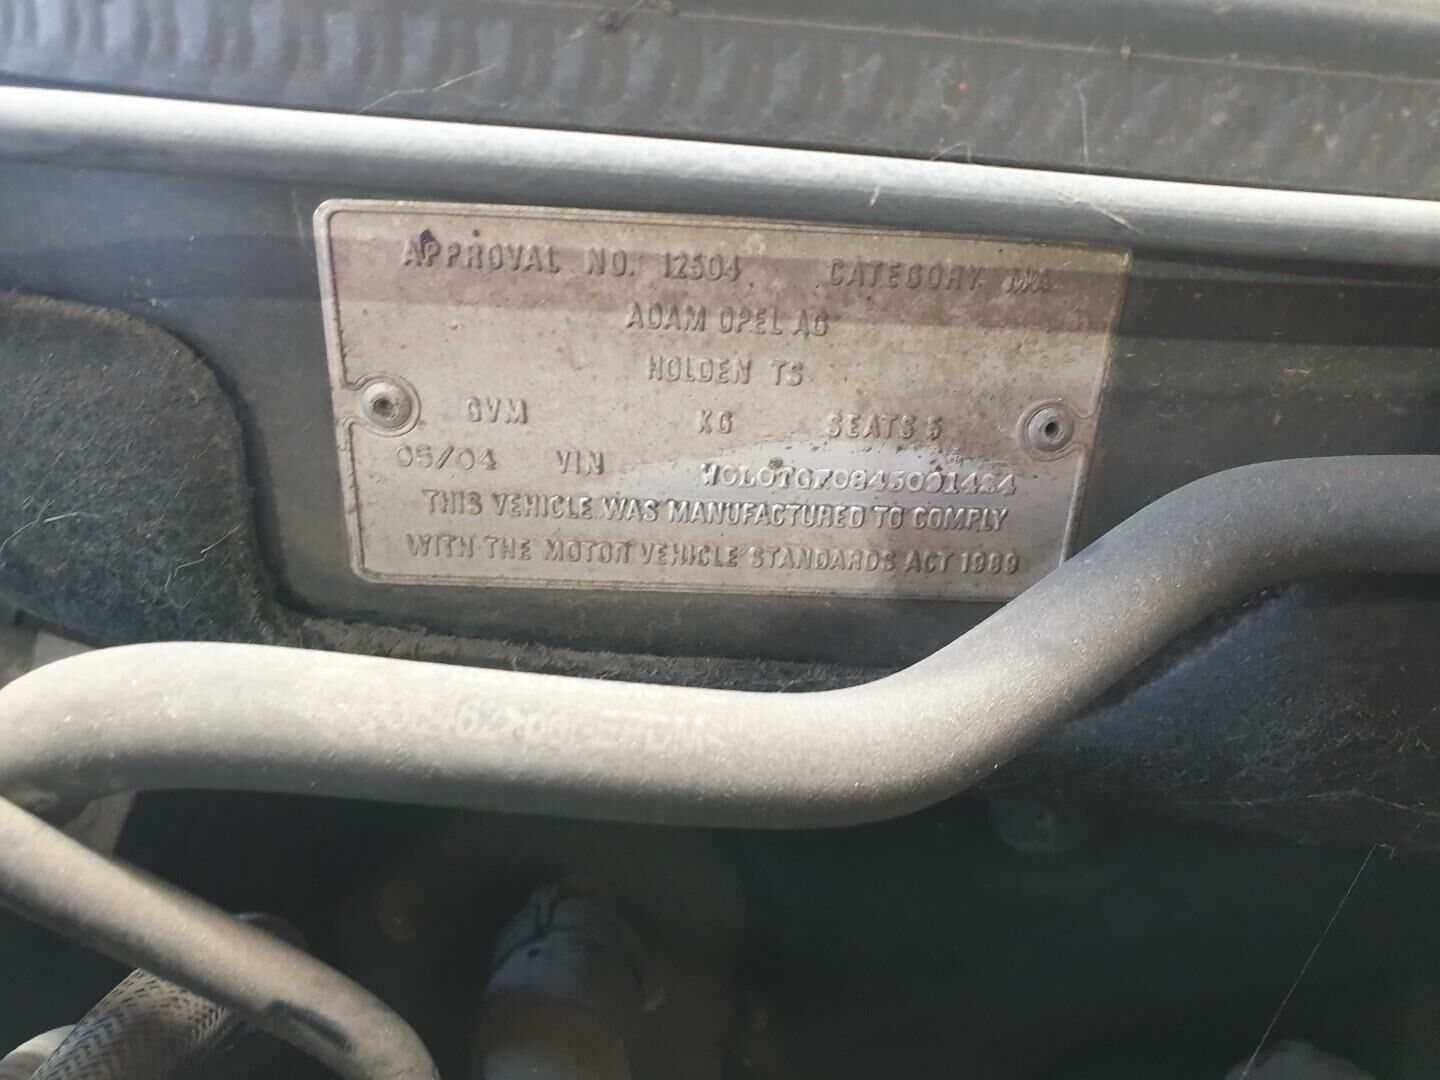 APPROVAL NO. 12504 CATEGORY MA
ADAM OPEL AG
HOLDEN TS
GVM KG SEATS 5
05/04 VIN
THIS VEHICLE WAS MANUFACTURED TO COMPLY
WITH THE MOTOR VEHICLE STANDARDS ACT 1989